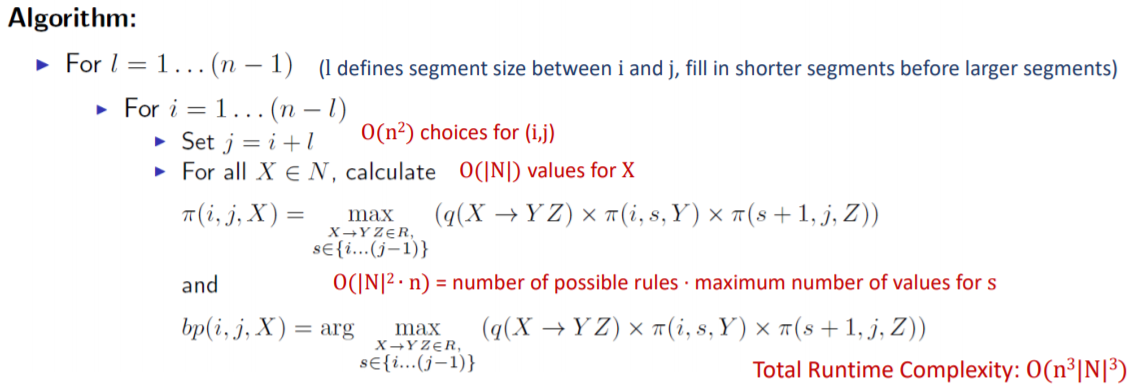 Algorithm:
▶ For l = 1 . . . (n − 1) (l defines segment size between i and j, fill in shorter segments before larger segments)
▶ For i = 1 . . . (n − l)
▶ Set j = i + l O(n²) choices for (i,j)
▶ For all X ∈ N, calculate O(|N|) values for X
π(i, j, X) = max (q(X → Y Z) × π(i, s, Y) × π(s + 1, j, Z))
X→Y Z∈R,
s∈{i...(j−1)}
and O(|N|² · n) = number of possible rules · maximum number of values for s
bp(i, j, X) = arg max (q(X → Y Z) × π(i, s, Y) × π(s + 1, j, Z))
X→Y Z∈R,
s∈{i...(j−1)}
Total Runtime Complexity: O(n³|N|³)